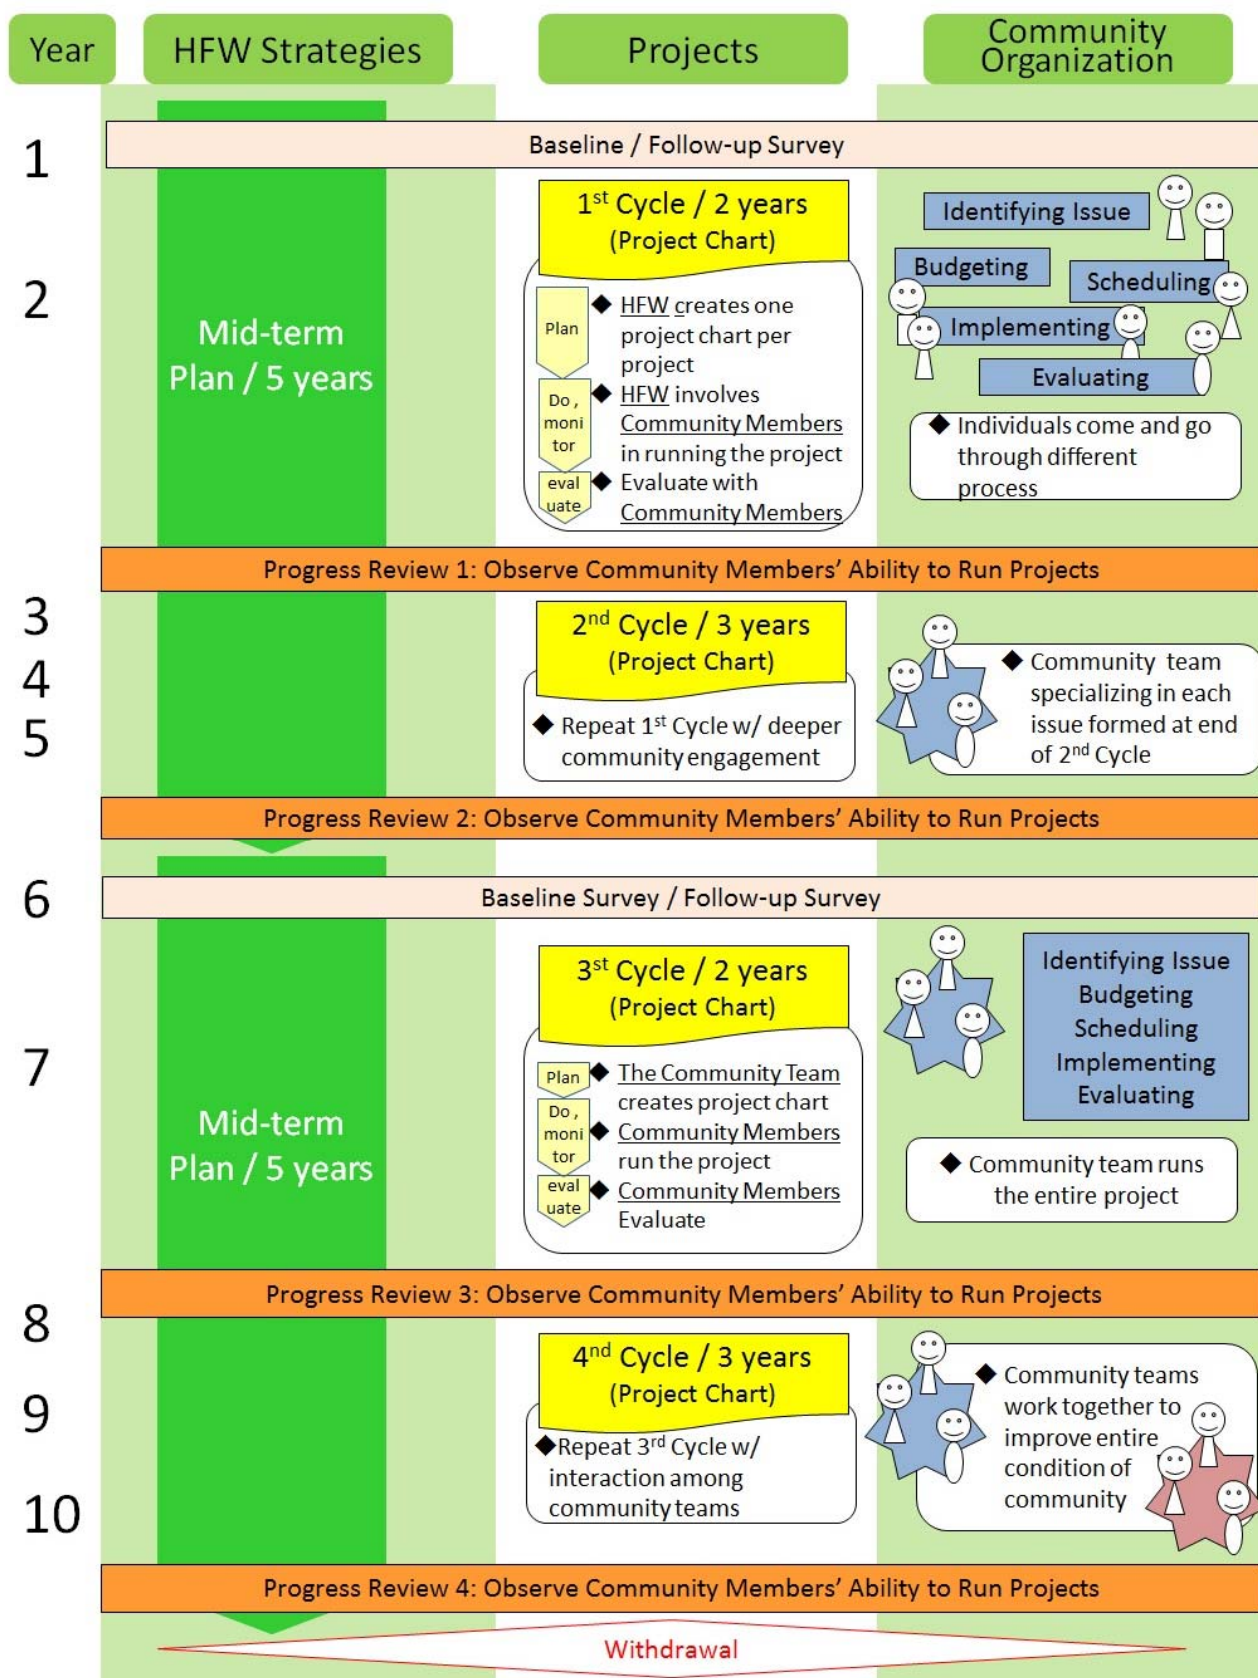 Year
HFW Strategies
Projects
Community
Organization
1
Baseline / Follow-up Survey
1st Cycle / 2 years
(Project Chart)
Identifying Issue
Budgeting
Scheduling
Implementing
Evaluating
2
Mid-term
Plan / 5 years
Plan
◆ HFW creates one
project chart per
project
Do ,
moni
tor
◆ HFW involves
Community Members
in running the project
eval
uate
◆ Evaluate with
Community Members
◆ Individuals come and go
through different
process
Progress Review 1: Observe Community Members’ Ability to Run Projects
3
4
5
2nd Cycle / 3 years
(Project Chart)
◆ Repeat 1st Cycle w/ deeper
community engagement
◆ Community team
specializing in each
issue formed at end
of 2nd Cycle
Progress Review 2: Observe Community Members’ Ability to Run Projects
6
Baseline Survey / Follow-up Survey
3st Cycle / 2 years
(Project Chart)
Identifying Issue
Budgeting
Scheduling
Implementing
Evaluating
7
Mid-term
Plan / 5 years
Plan
◆ The Community Team
creates project chart
Do ,
moni
tor
◆ Community Members
run the project
eval
uate
◆ Community Members
Evaluate
◆ Community team runs
the entire project
Progress Review 3: Observe Community Members’ Ability to Run Projects
8
9
10
4nd Cycle / 3 years
(Project Chart)
◆Repeat 3rd Cycle w/
interaction among
community teams
◆ Community teams
work together to
improve entire
condition of
community
Progress Review 4: Observe Community Members’ Ability to Run Projects
Withdrawal